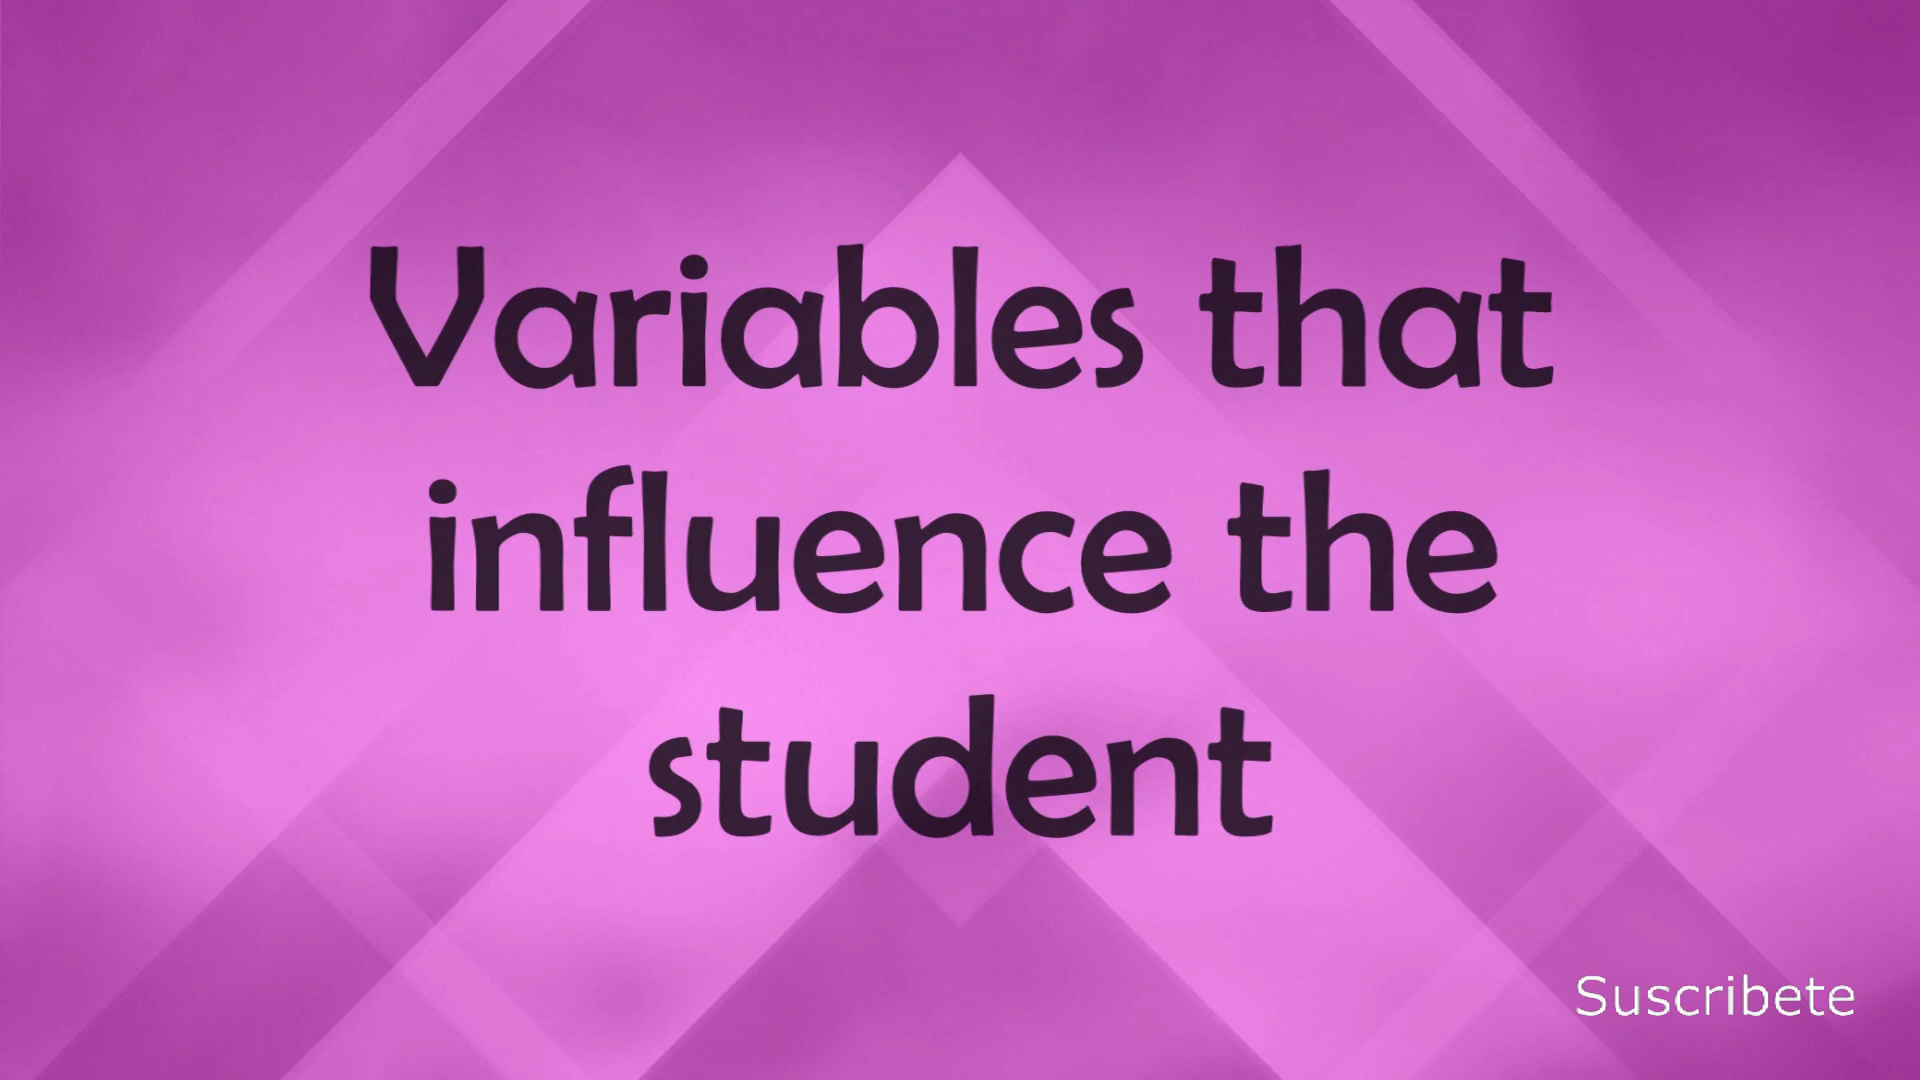 Variables that
influence the
student
Suscribete